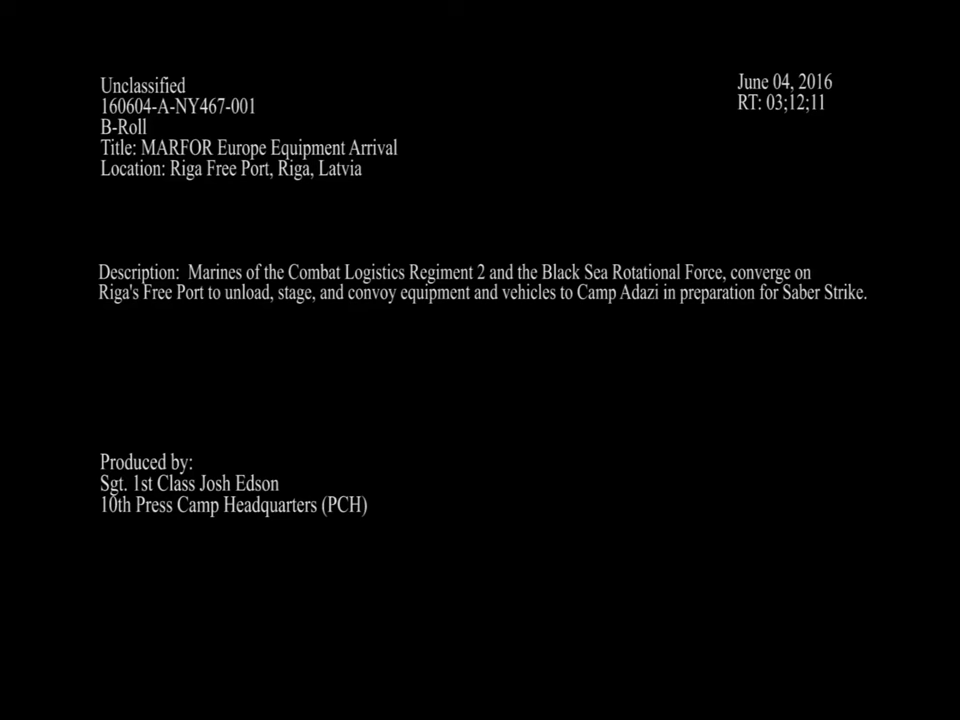 Unclassified
160604-A-NY467-001
B-Roll
Title: MARFOR Europe Equipment Arrival
Location: Riga Free Port, Riga, Latvia
June 04, 2016
RT: 03;12;11
Description:  Marines of the Combat Logistics Regiment 2 and the Black Sea Rotational Force, converge on
Riga's Free Port to unload, stage, and convoy equipment and vehicles to Camp Adazi in preparation for Saber Strike.
Produced by:
Sgt. 1st Class Josh Edson
10th Press Camp Headquarters (PCH)